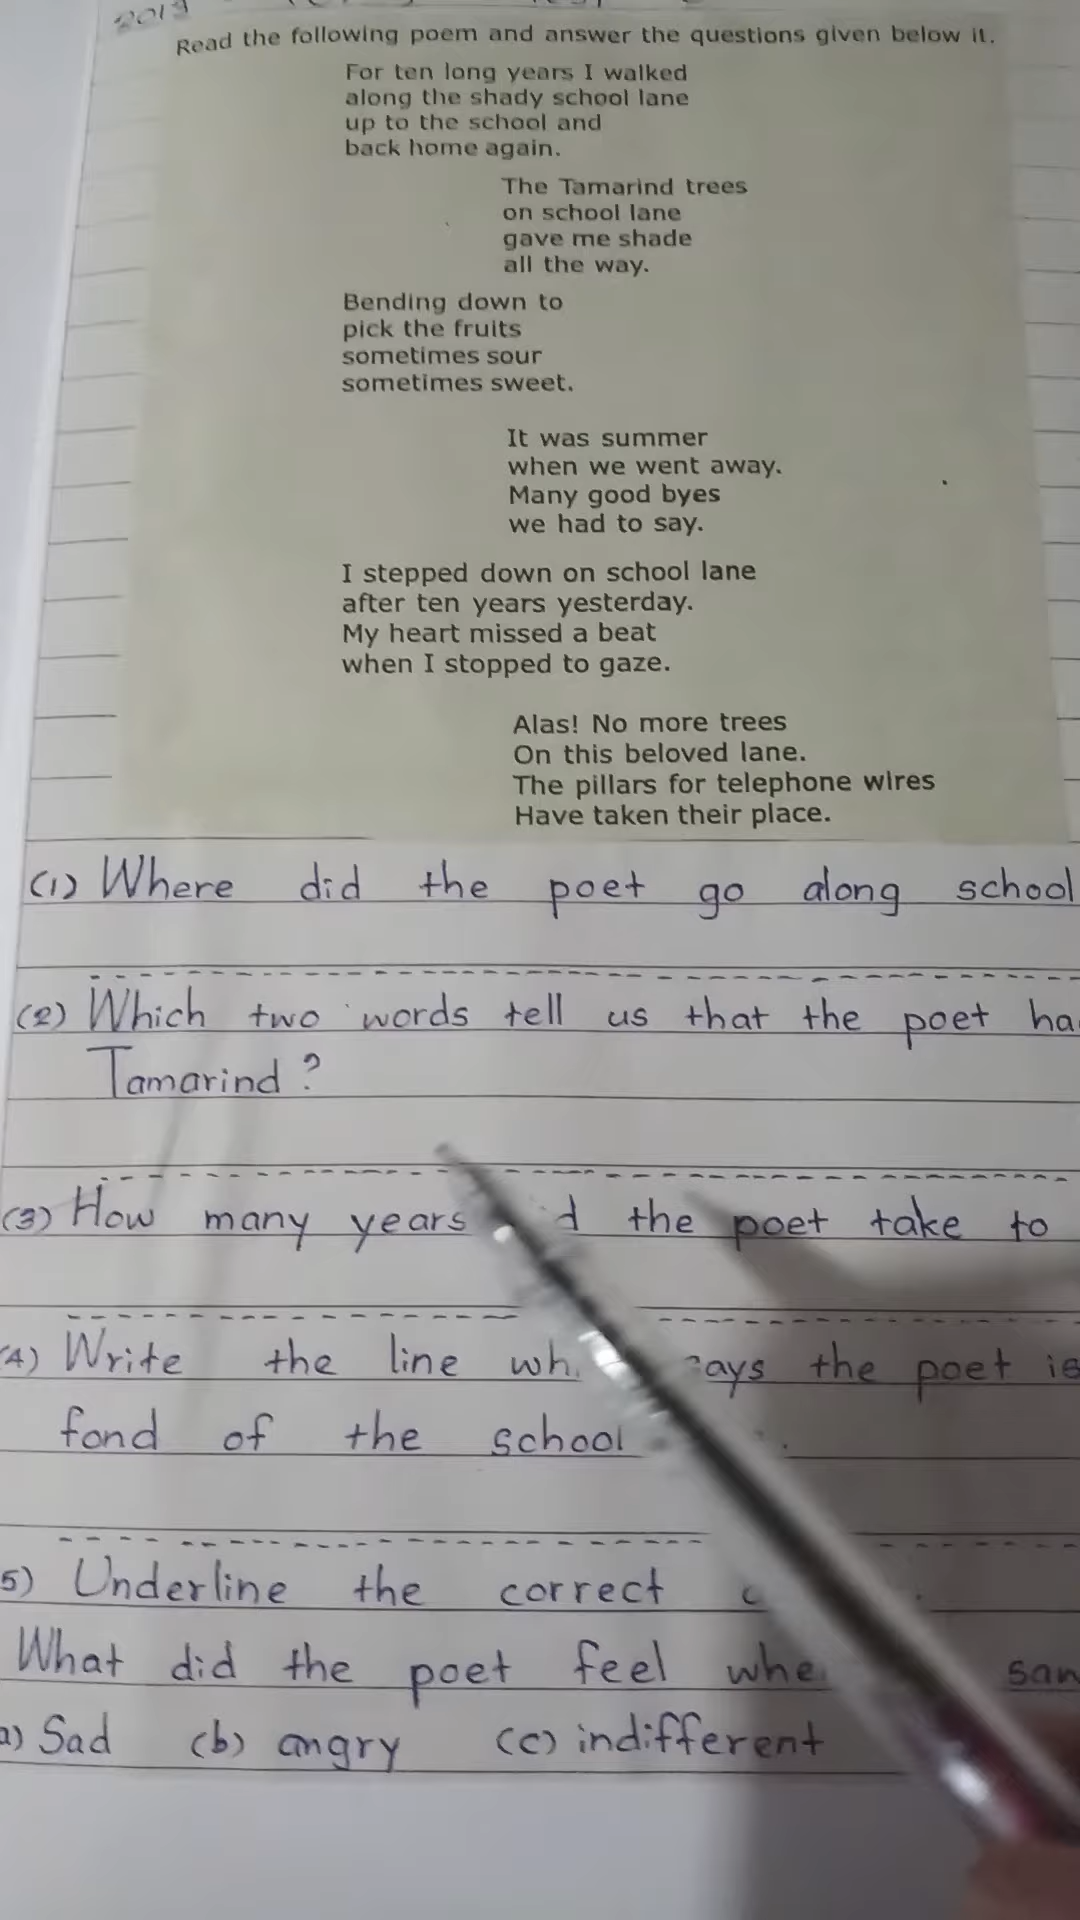 2019
Read the following poem and answer the questions given below it.
For ten long years I walked
along the shady school lane
up to the school and
back home again.
The Tamarind trees
on school lane
gave me shade
all the way.
Bending down to
pick the fruits
sometimes sour
sometimes sweet.
It was summer
when we went away.
Many good byes
we had to say.
I stepped down on school lane
after ten years yesterday.
My heart missed a beat
when I stopped to gaze.
Alas! No more trees
On this beloved lane.
The pillars for telephone wires
Have taken their place.
(1) Where did the poet go along school
(2) Which two words tell us that the poet
Tamarind ?
(3) How many years the poet take to
(4) Write the line says the poet is
fond of the school
5) Underline the correct
What did the poet feel
a) Sad (b) angry (c) indifferent